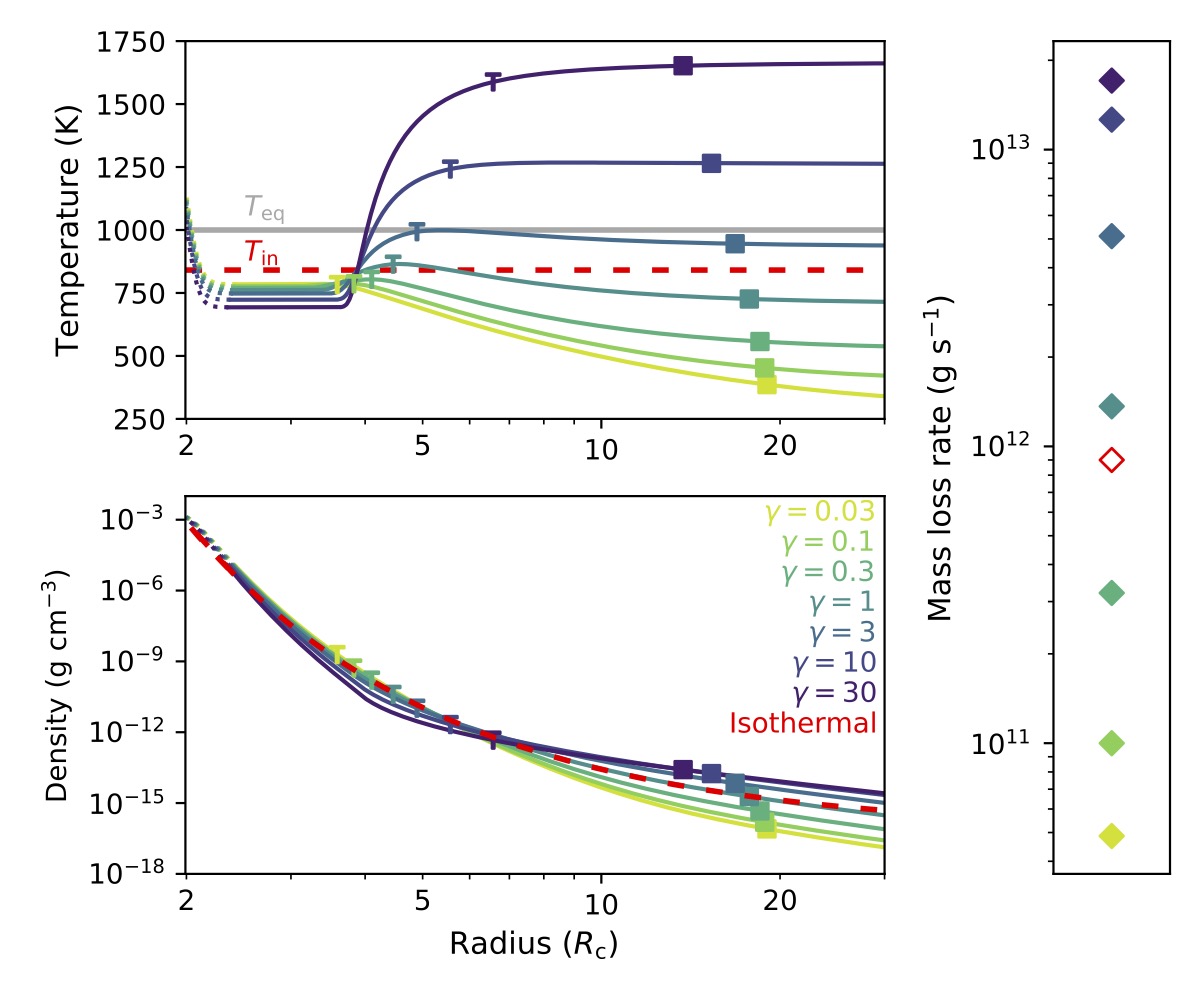 1750
1500
1250
1000
750
500
250
Temperature (K)
T_eq
T_in
2
5
10
20
10^−3
10^−6
10^−9
10^−12
10^−15
10^−18
Density (g cm^−3)
γ = 0.03
γ = 0.1
γ = 0.3
γ = 1
γ = 3
γ = 10
γ = 30
Isothermal
2
5
10
20
Radius (R_c)
10^13
10^12
10^11
Mass loss rate (g s^−1)